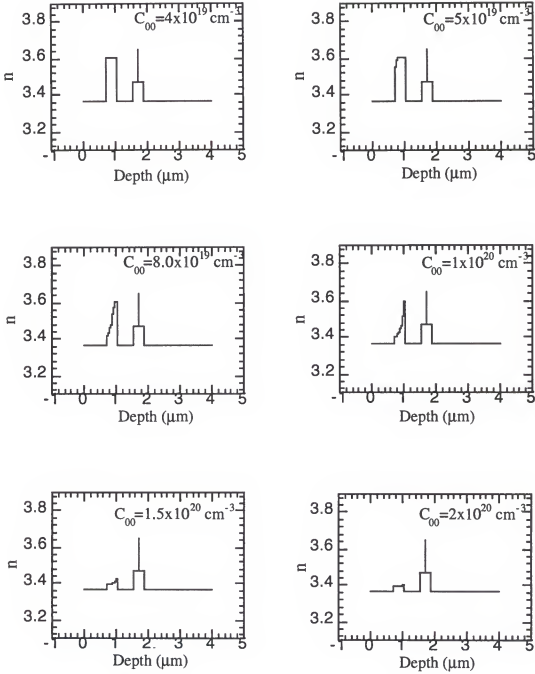 C00=4x10^19 cm^-3
3.8
3.6
n
3.4
3.2
-1 0 1 2 3 4 5
Depth (µm)
C00=5x10^19 cm^-3
3.8
3.6
n
3.4
3.2
-1 0 1 2 3 4 5
Depth (µm)
C00=8.0x10^19 cm^-3
3.8
3.6
n
3.4
3.2
-1 0 1 2 3 4 5
Depth (µm)
C00=1x10^20 cm^-3
3.8
3.6
n
3.4
3.2
-1 0 1 2 3 4 5
Depth (µm)
C00=1.5x10^20 cm^-3
3.8
3.6
n
3.4
3.2
-1 0 1 2 3 4 5
Depth (µm)
C00=2x10^20 cm^-3
3.8
3.6
n
3.4
3.2
-1 0 1 2 3 4 5
Depth (µm)